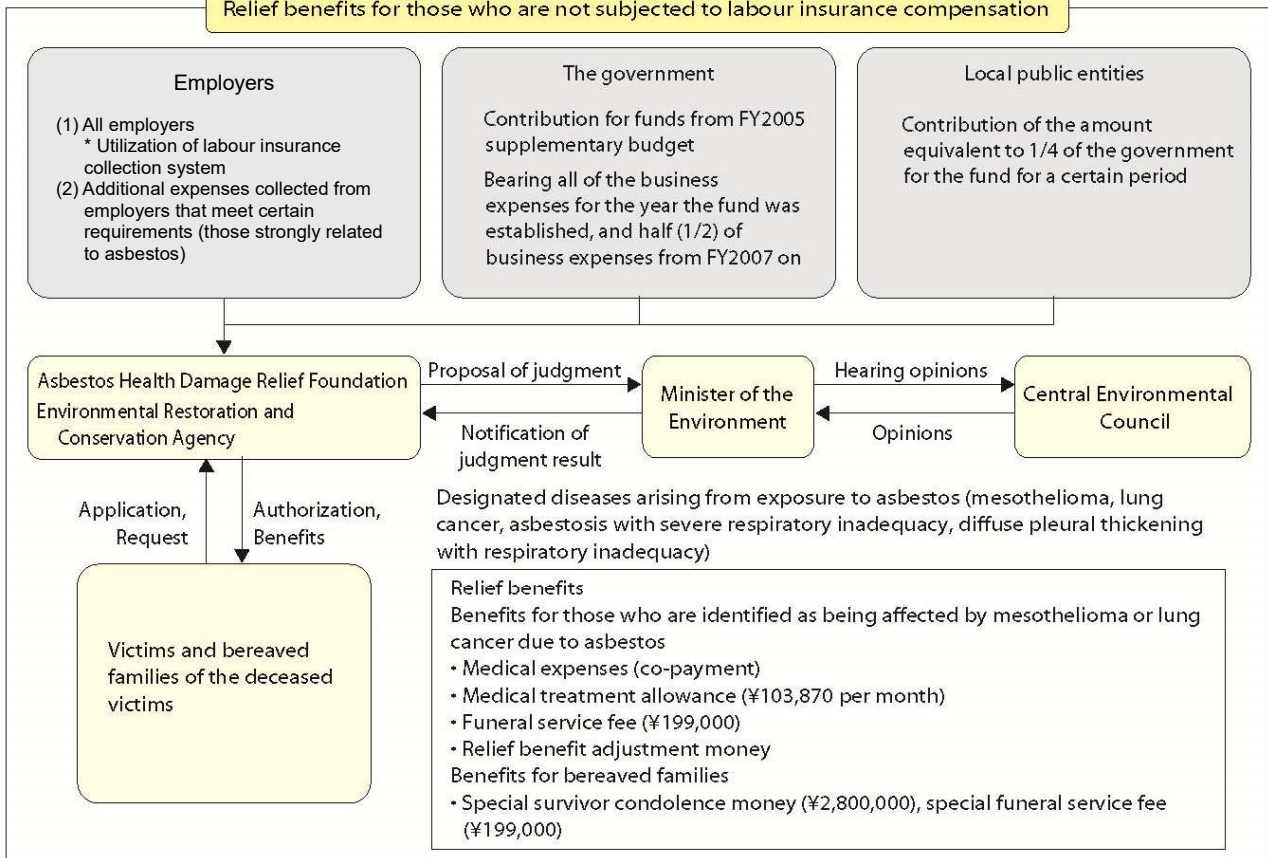 Relief benefits for those who are not subjected to labour insurance compensation
Employers
(1) All employers
* Utilization of labour insurance
collection system
(2) Additional expenses collected from
employers that meet certain
requirements (those strongly related
to asbestos)
The government
Contribution for funds from FY2005
supplementary budget
Bearing all of the business
expenses for the year the fund was
established, and half (1/2) of
business expenses from FY2007 on
Local public entities
Contribution of the amount
equivalent to 1/4 of the government
for the fund for a certain period
Asbestos Health Damage Relief Foundation
Environmental Restoration and
Conservation Agency
Proposal of judgment
Notification of
judgment result
Minister of the
Environment
Hearing opinions
Opinions
Central Environmental
Council
Application,
Request
Authorization,
Benefits
Victims and bereaved
families of the deceased
victims
Designated diseases arising from exposure to asbestos (mesothelioma, lung
cancer, asbestosis with severe respiratory inadequacy, diffuse pleural thickening
with respiratory inadequacy)
Relief benefits
Benefits for those who are identified as being affected by mesothelioma or lung
cancer due to asbestos
• Medical expenses (co-payment)
• Medical treatment allowance (¥103,870 per month)
• Funeral service fee (¥199,000)
• Relief benefit adjustment money
Benefits for bereaved families
• Special survivor condolence money (¥2,800,000), special funeral service fee
(¥199,000)